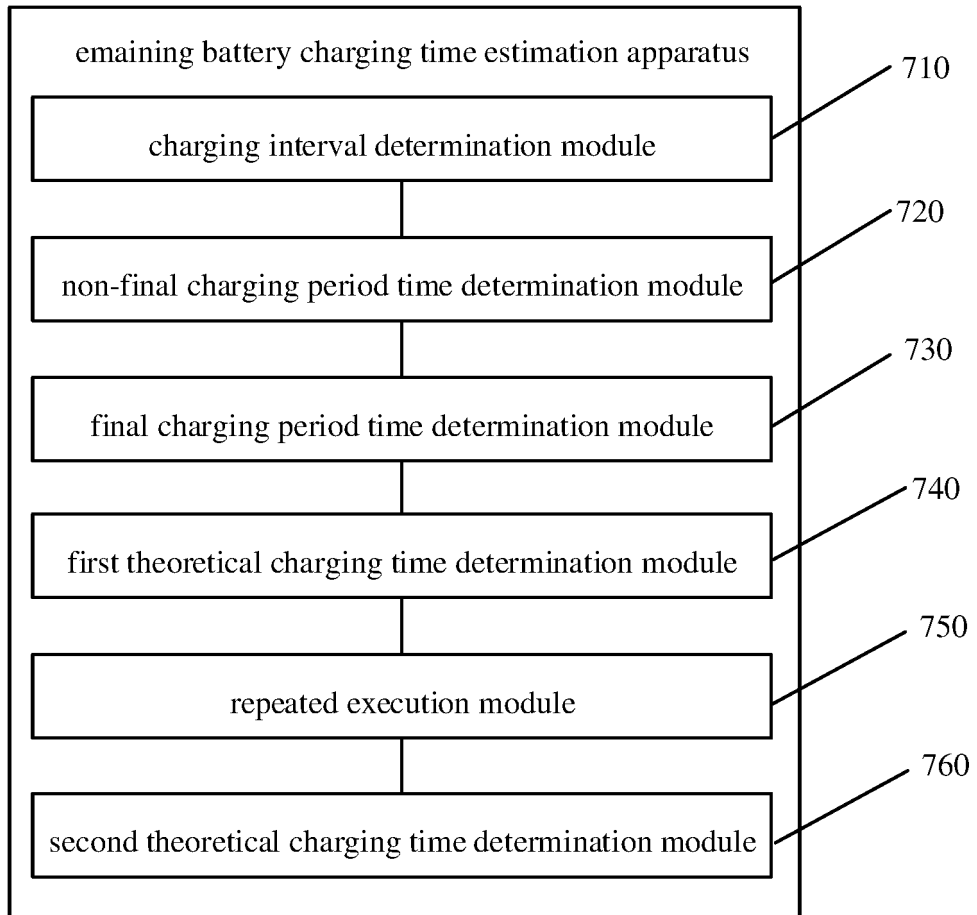 emaining battery charging time estimation apparatus
710
charging interval determination module
720
non-final charging period time determination module
730
final charging period time determination module
740
first theoretical charging time determination module
750
repeated execution module
760
second theoretical charging time determination module